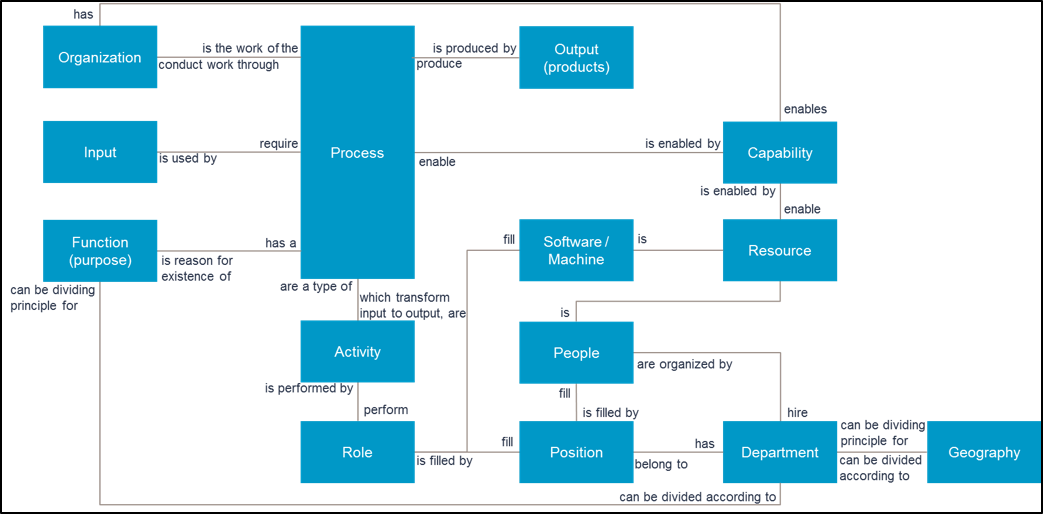 has
Organization
is the work of the
conduct work through
is produced by
produce
Output
(products)
enables
Input
require
is used by
Process
enable
is enabled by
Capability
is enabled by
enable
Function
(purpose)
has a
is reason for
existence of
can be dividing
principle for
fill
Software /
Machine
is
Resource
are a type of
which transform
input to output, are
is
Activity
People
are organized by
is performed by
perform
fill
is filled by
hire
Role
is filled by
fill
Position
has
belong to
Department
can be dividing
principle for
can be divided
according to
Geography
can be divided according to